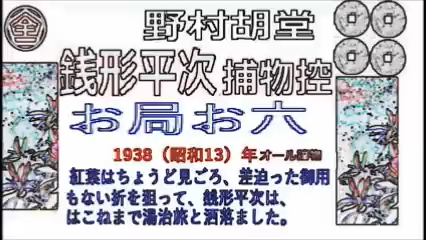 野村胡堂
銭形平次 捕物控
お局お六
1938（昭和13）年オール讀物
紅葉はちょうど見ごろ、差迫った御用
もない折を狙って、銭形平次は、
はこねまで湯治旅と洒落ました。